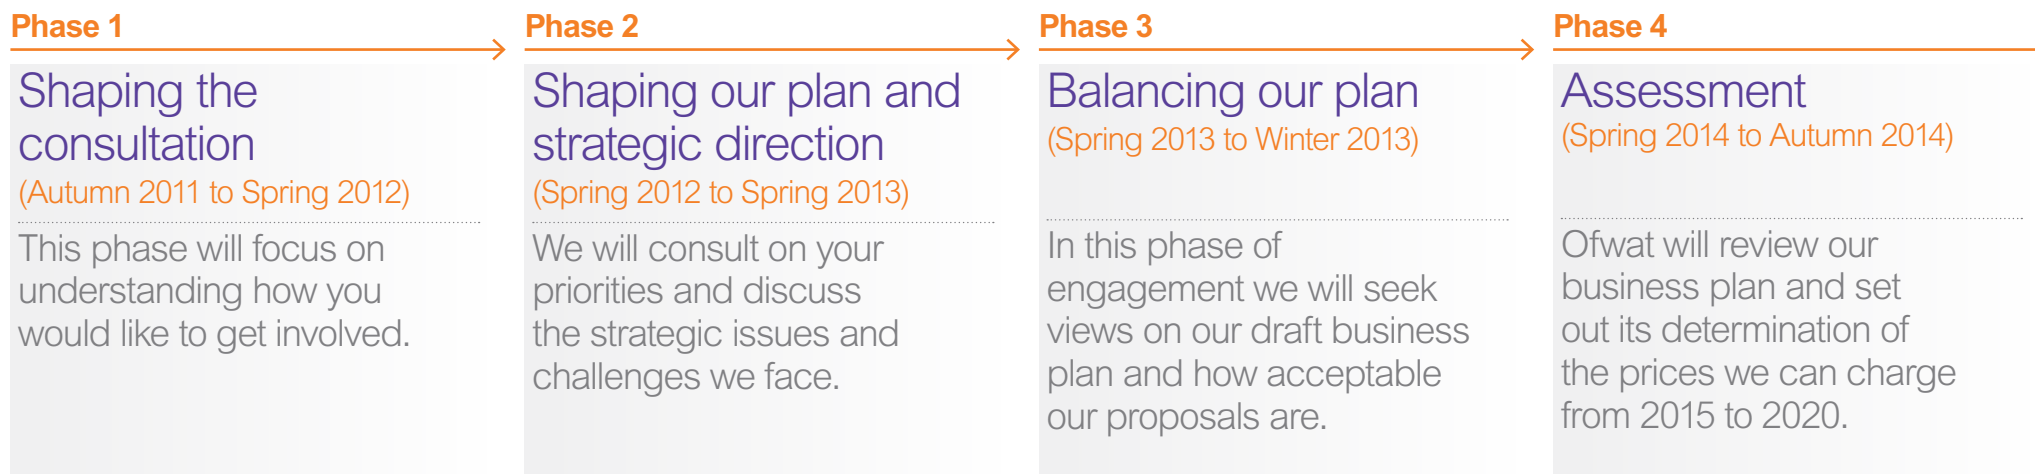 Phase 1
Shaping the
consultation
(Autumn 2011 to Spring 2012)
This phase will focus on
understanding how you
would like to get involved.
Phase 2
Shaping our plan and
strategic direction
(Spring 2012 to Spring 2013)
We will consult on your
priorities and discuss
the strategic issues and
challenges we face.
Phase 3
Balancing our plan
(Spring 2013 to Winter 2013)
In this phase of
engagement we will seek
views on our draft business
plan and how acceptable
our proposals are.
Phase 4
Assessment
(Spring 2014 to Autumn 2014)
Ofwat will review our
business plan and set
out its determination of
the prices we can charge
from 2015 to 2020.